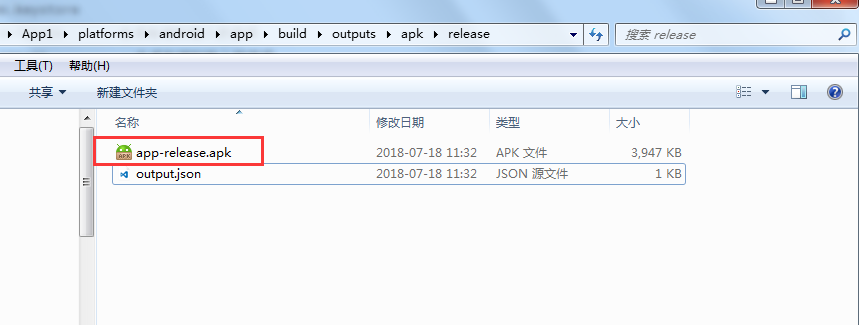 App1 platforms android app build outputs apk release 搜索 release
工具(T) 帮助(H)
共享 新建文件夹
名称 修改日期 类型 大小
app-release.apk 2018-07-18 11:32 APK 文件 3,947 KB
output.json 2018-07-18 11:32 JSON 源文件 1 KB